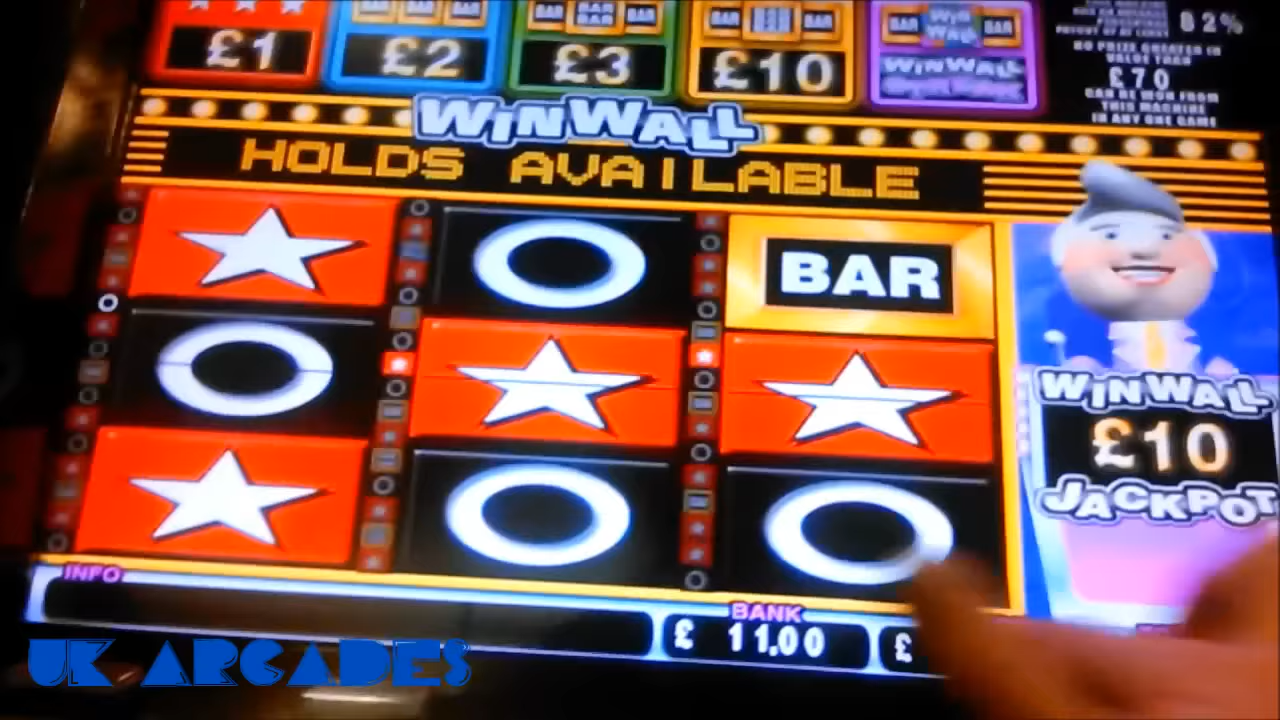 BAR BAR BAR BAR
BAR BAR
WIN WALL
£1
£2
£3
£10
WINWALL
82%
NO PRIZE GREATER IN
VALUE THAN
£70
CAN BE WON FROM
THIS MACHINE
IN ANY ONE GAME
WINWALL
HOLDS AVAILABLE
BAR
WINWALL
£10
JACKPOT
INFO
BANK
£ 11.00
£
UK ARCADES